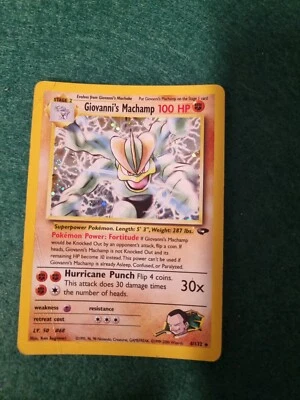 STAGE 2
Evolves from Giovanni's Machoke
Put Giovanni's Machamp on the Stage 1 card
Giovanni's Machamp 100 HP
Superpower Pokémon. Length: 5' 3", Weight: 287 lbs.
Pokémon Power: Fortitude If Giovanni's Machamp
would be Knocked Out by an opponent's attack, flip a coin. If
heads, Giovanni's Machamp is not Knocked Out and its
remaining HP become 10 instead. This power can't be used if
Giovanni's Machamp is already Asleep, Confused, or Paralyzed.
Hurricane Punch Flip 4 coins.
This attack does 30 damage times
the number of heads.
30x
weakness
resistance
retreat cost
LV. 50
6/132